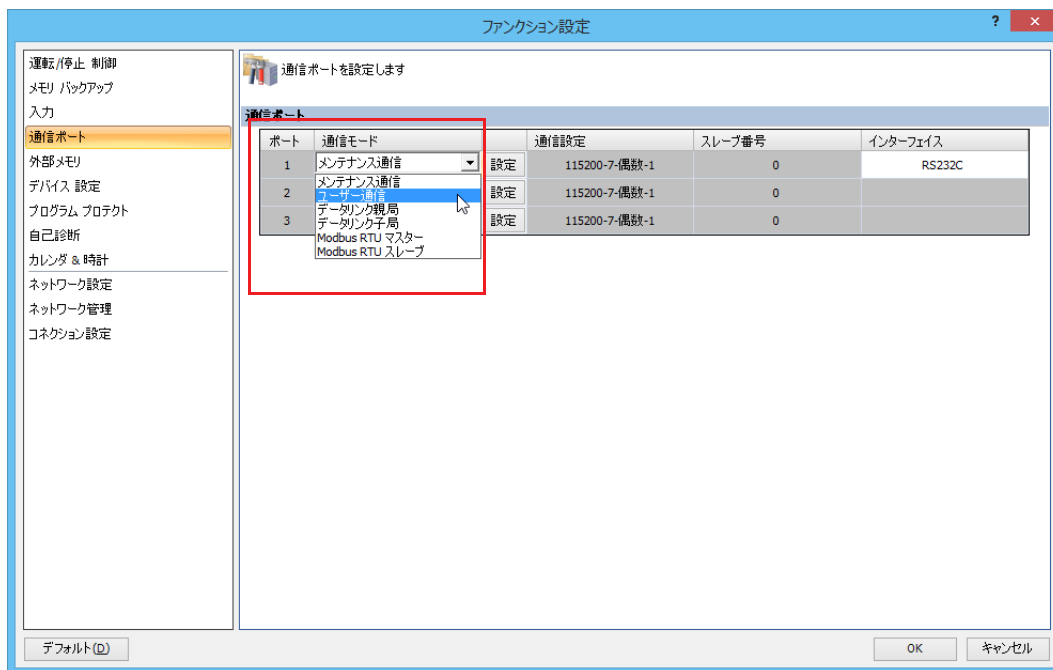 ファンクション設定
?
×
運転/停止 制御
メモリ バックアップ
入力
通信ポート
外部メモリ
デバイス 設定
プログラム プロテクト
自己診断
カレンダ & 時計
ネットワーク設定
ネットワーク管理
コネクション設定
通信ポートを設定します
通信ポート
ポート 通信モード 通信設定 スレーブ番号 インターフェイス
1 メンテナンス通信 設定 115200-7-偶数-1 0 RS232C
メンテナンス通信
2 ユーザー通信 設定 115200-7-偶数-1 0
データリンク親局
3 データリンク子局 設定 115200-7-偶数-1 0
Modbus RTU マスター
Modbus RTU スレーブ
デフォルト(D)
OK
キャンセル